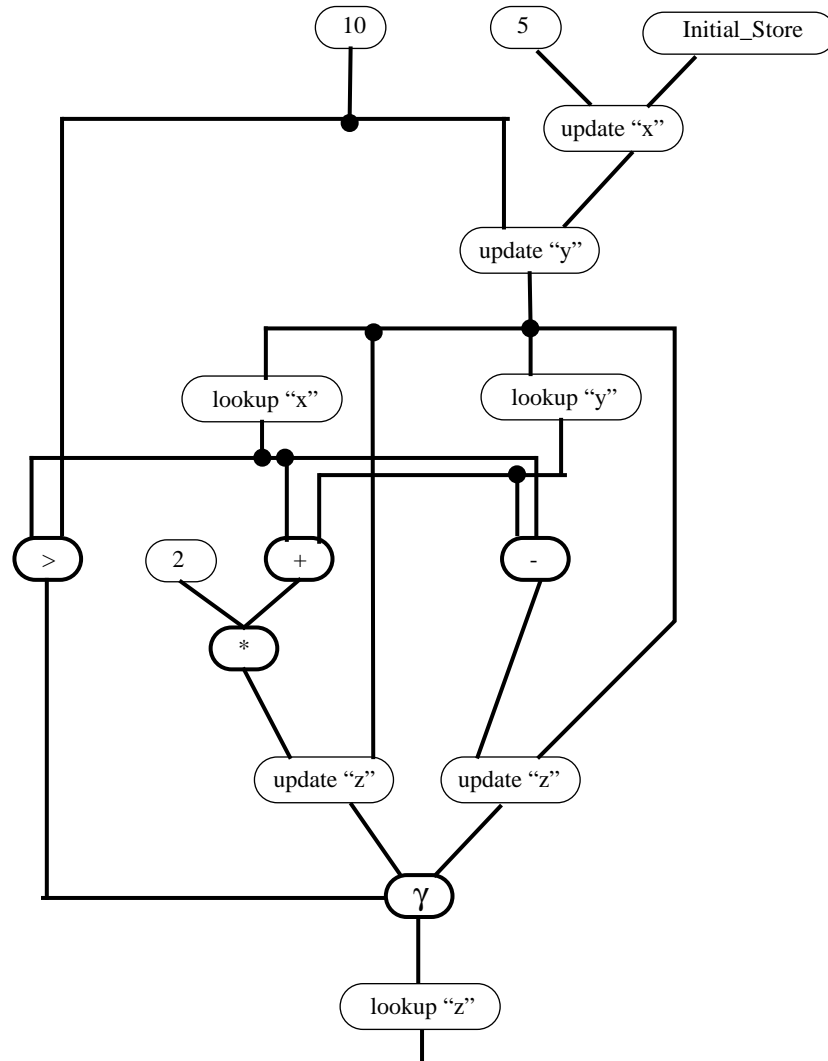 10
5
Initial_Store
update “x”
update “y”
lookup “x”
lookup “y”
>
2
+
-
*
update “z”
update “z”
γ
lookup “z”